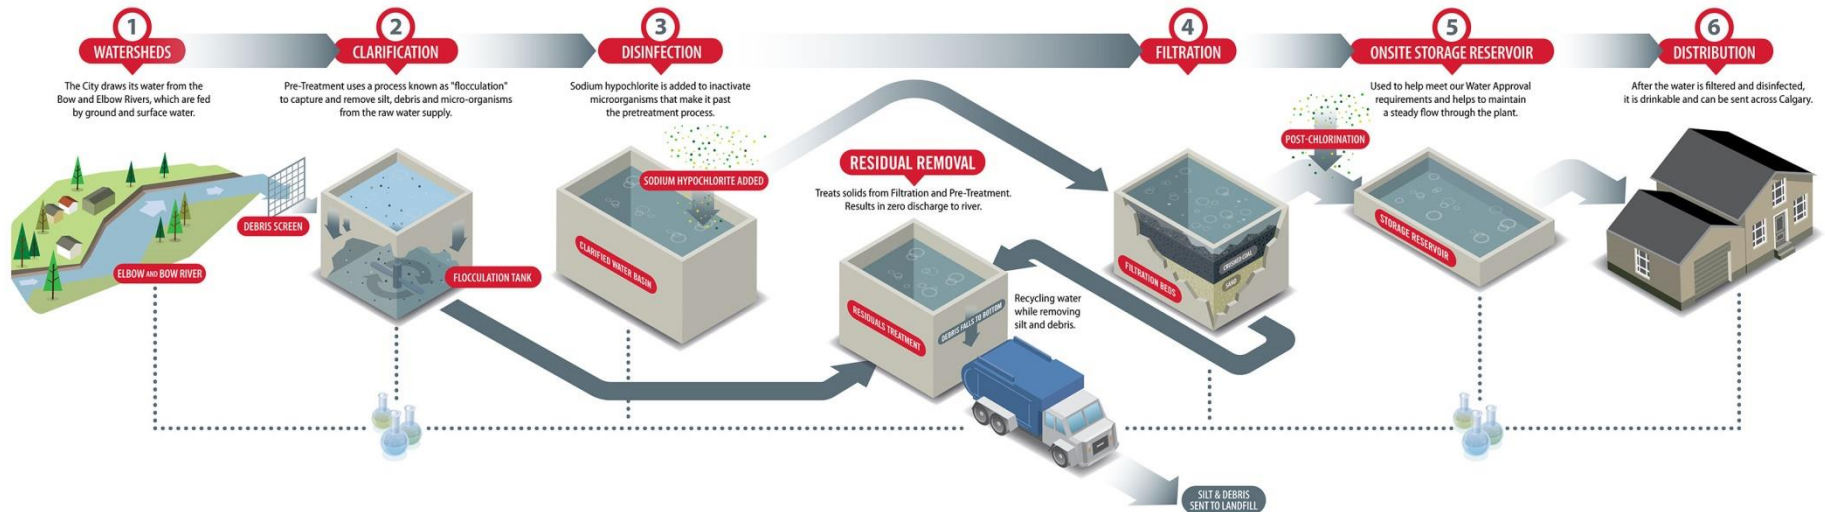 1
WATERSHEDS
The City draws its water from the
Bow and Elbow Rivers, which are fed
by ground and surface water.
DEBRIS SCREEN
ELBOW AND BOW RIVER
2
CLARIFICATION
Pre-Treatment uses a process known as "flocculation"
to capture and remove silt, debris and micro-organisms
from the raw water supply.
FLOCCULATION TANK
3
DISINFECTION
Sodium hypochlorite is added to inactivate
microorganisms that make it past
the pretreatment process.
SODIUM HYPOCHLORITE ADDED
CLARIFIED WATER BASIN
RESIDUAL REMOVAL
Treats solids from Filtration and Pre-Treatment.
Results in zero discharge to river.
RESIDUALS TREATMENT
DEBRIS FALLS TO BOTTOM
Recycling water
while removing
silt and debris.
SILT & DEBRIS
SENT TO LANDFILL
4
FILTRATION
CRUSHED COAL
SAND
FILTRATION BEDS
5
ONSITE STORAGE RESERVOIR
Used to help meet our Water Approval
requirements and helps to maintain
a steady flow through the plant.
POST-CHLORINATION
STORAGE RESERVOIR
6
DISTRIBUTION
After the water is filtered and disinfected,
it is drinkable and can be sent across Calgary.